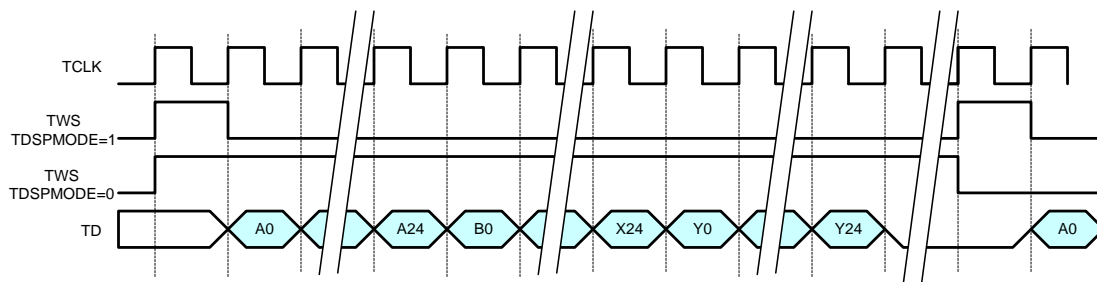 TCLK
TWS
TDSPMODE=1
TWS
TDSPMODE=0
TD A0 A24 B0 X24 Y0 Y24 A0